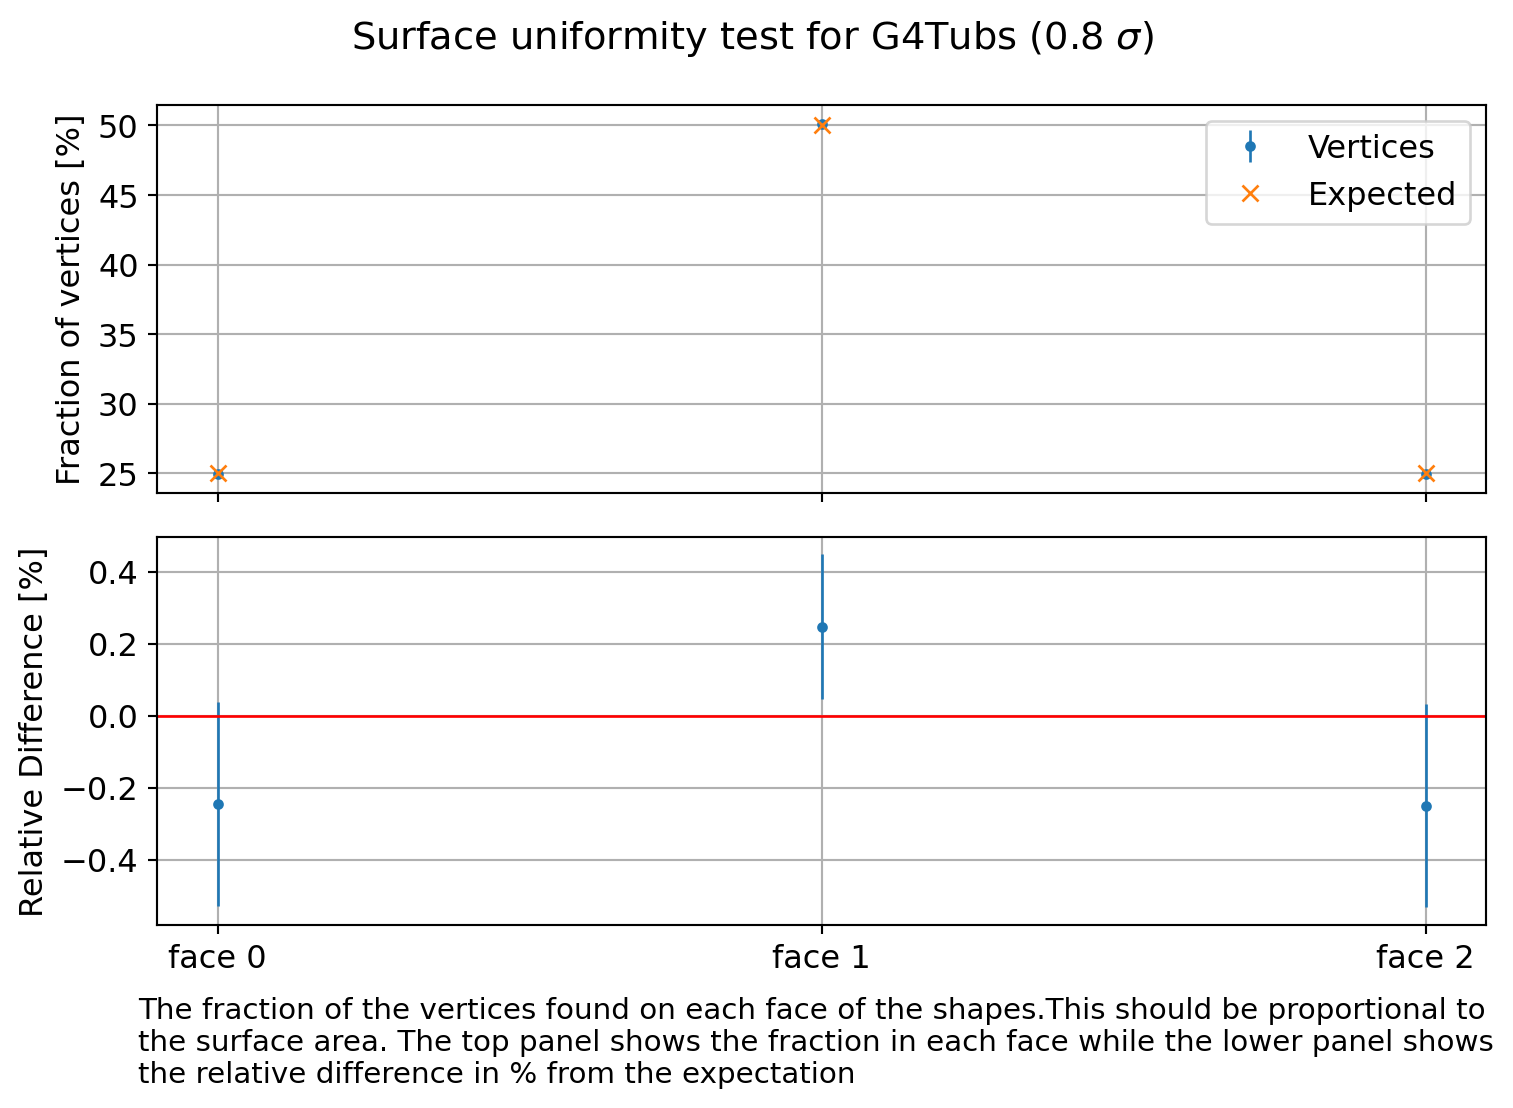 Surface uniformity test for G4Tubs (0.8 σ)
Fraction of vertices [%]
50
45
40
35
30
25
Vertices
Expected
Relative Difference [%]
0.4
0.2
0.0
−0.2
−0.4
face 0
face 1
face 2
The fraction of the vertices found on each face of the shapes.This should be proportional to
the surface area. The top panel shows the fraction in each face while the lower panel shows
the relative difference in % from the expectation